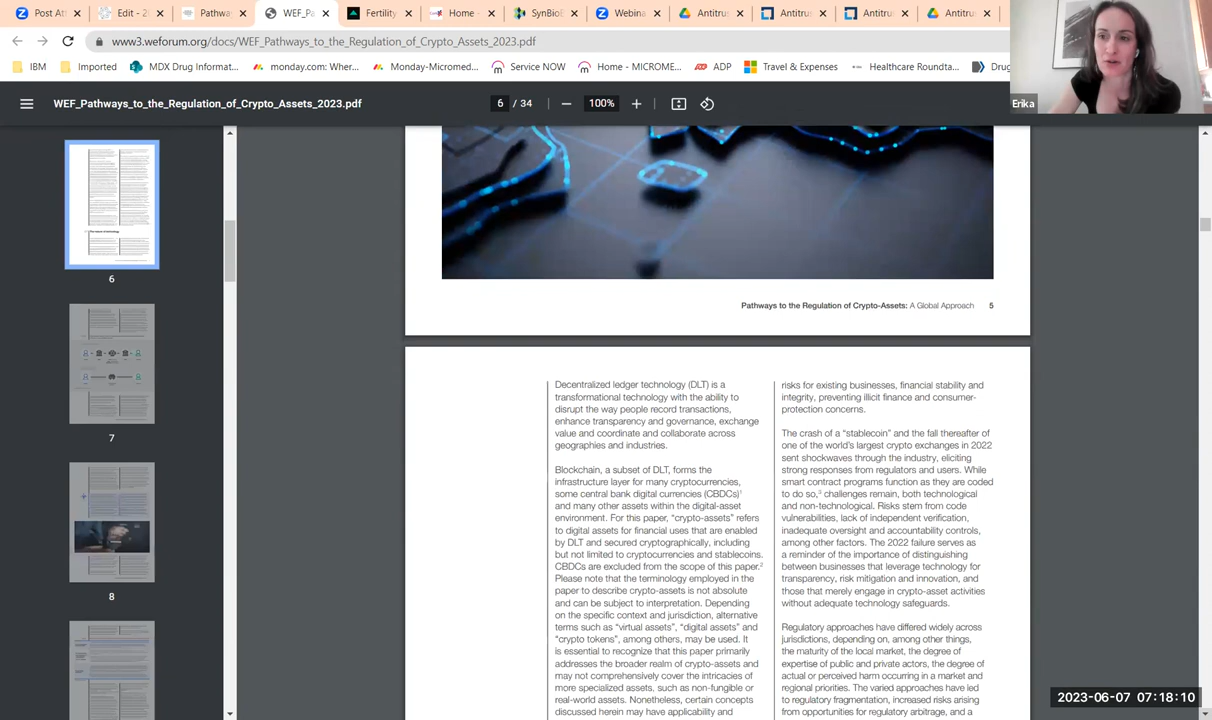 Post Att
Edit - 2
Pathway
WEF_Pa
Fertility
Home -
SynBioB
Webina
Antitrus
Antitrus
Antitrus
Antitrus
www3.weforum.org/docs/WEF_Pathways_to_the_Regulation_of_Crypto_Assets_2023.pdf
IBM
Imported
MDX Drug Informat...
monday.com: Wher...
Monday-Micromed...
Service NOW
Home - MICROME...
ADP
Travel & Expenses
Healthcare Roundta...
Drug
Erika
WEF_Pathways_to_the_Regulation_of_Crypto_Assets_2023.pdf
6 / 34
100%
6
7
8
Pathways to the Regulation of Crypto-Assets: A Global Approach 5
Decentralized ledger technology (DLT) is a
transformational technology with the ability to
disrupt the way people record transactions,
enhance transparency and governance, exchange
value and coordinate and collaborate across
geographies and industries.
Blockchain, a subset of DLT, forms the
infrastructure layer for many cryptocurrencies,
some central bank digital currencies (CBDCs)¹
and many other assets within the digital-asset
environment. For this paper, “crypto-assets” refers
to digital assets for financial uses that are enabled
by DLT and secured cryptographically, including
but not limited to cryptocurrencies and stablecoins.
CBDCs are excluded from the scope of this paper.²
Please note that the terminology employed in the
paper to describe crypto-assets is not absolute
and can be subject to interpretation. Depending
on the specific context and jurisdiction, alternative
terms such as “virtual assets”, “digital assets” and
“crypto tokens”, among others, may be used. It
is essential to recognize that this paper primarily
addresses the broader realm of crypto-assets and
may not comprehensively cover the intricacies of
more specialized assets, such as non-fungible or
real-world assets. Nonetheless, certain concepts
discussed herein may have applicability and
risks for existing businesses, financial stability and
integrity, preventing illicit finance and consumer-
protection concerns.
The crash of a “stablecoin” and the fall thereafter of
one of the world’s largest crypto exchanges in 2022
sent shockwaves through the industry, eliciting
strong responses from regulators and users. While
smart contract programs function as they are coded
to do so,³ challenges remain, both technological
and non-technological. Risks stem from code
vulnerabilities, lack of independent verification,
inadequate oversight and accountability controls,
among other factors. The 2022 failure serves as
a reminder of the importance of distinguishing
between businesses that leverage technology for
transparency, risk mitigation and innovation, and
those that merely engage in crypto-asset activities
without adequate technology safeguards.
Regulatory approaches have differed widely across
jurisdictions, depending on, among other things,
the maturity of the local market, the degree of
expertise of public and private actors, the degree of
actual or perceived harm occurring in a market and
regional priorities. The varied approaches have led
to regulatory fragmentation, increased risks arising
from opportunities for regulatory arbitrage, and a
2023-06-07 07:18:10